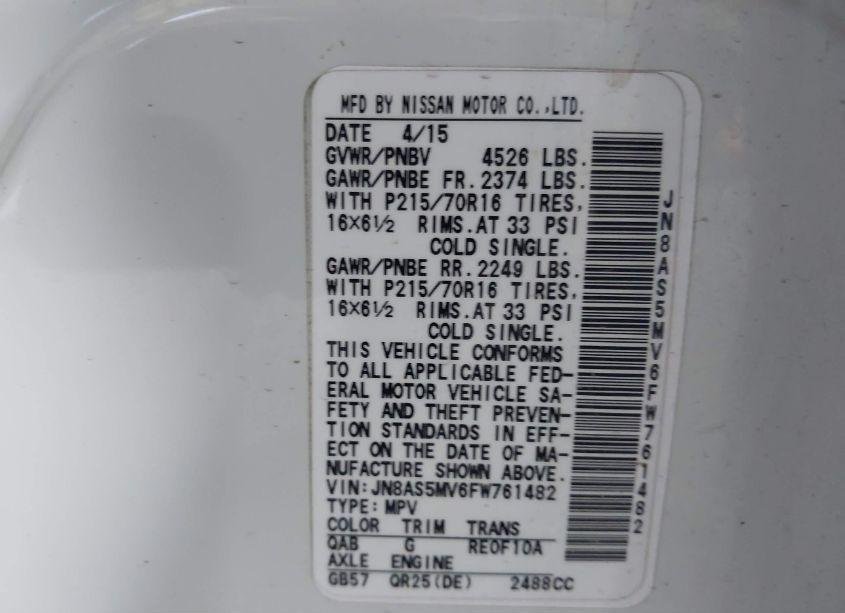 MFD BY NISSAN MOTOR CO.,LTD.
DATE 4/15
GVWR/PNBV 4526 LBS.
GAWR/PNBE FR. 2374 LBS.
WITH P215/70R16 TIRES,
16×6½ RIMS. AT 33 PSI
COLD SINGLE.
GAWR/PNBE RR. 2249 LBS.
WITH P215/70R16 TIRES,
16×6½ RIMS. AT 33 PSI
COLD SINGLE.
THIS VEHICLE CONFORMS
TO ALL APPLICABLE FED-
ERAL MOTOR VEHICLE SA-
FETY AND THEFT PREVEN-
TION STANDARDS IN EFF-
ECT ON THE DATE OF MA-
NUFACTURE SHOWN ABOVE.
VIN: JN8AS5MV6FW761482
TYPE: MPV
COLOR TRIM TRANS
QAB G RE0F10A
AXLE ENGINE
GB57 QR25(DE) 2488CC
JN8AS5MV6FW761482